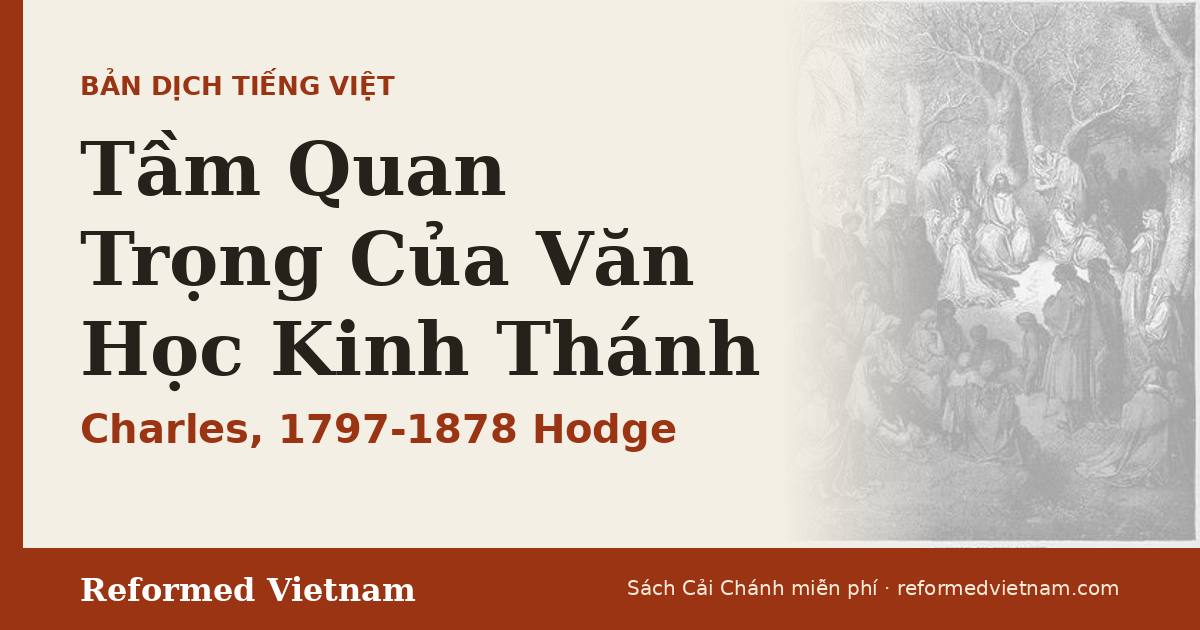 BẢN DỊCH TIẾNG VIỆT
Tầm Quan
Trọng Của Văn
Học Kinh Thánh
Charles, 1797-1878 Hodge
Reformed Vietnam
Sách Cải Chánh miễn phí · reformedvietnam.com